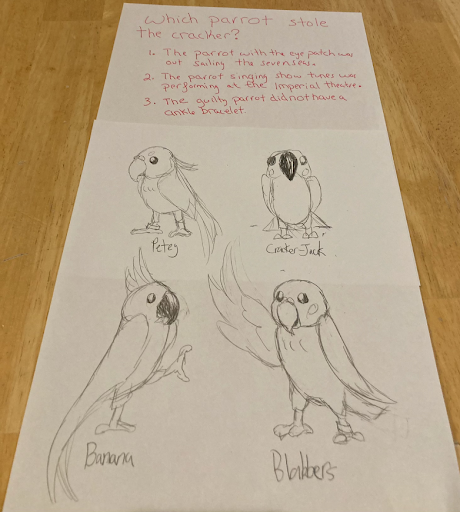 Which parrot stole
the cracker?
1. The parrot with the eye patch was
out sailing the seven seas.
2. The parrot singing show tunes was
performing at the Imperial theatre.
3. The guilty parrot did not have a
ankle bracelet.
Petey
Cracker-Jack
Banana
Blabbers